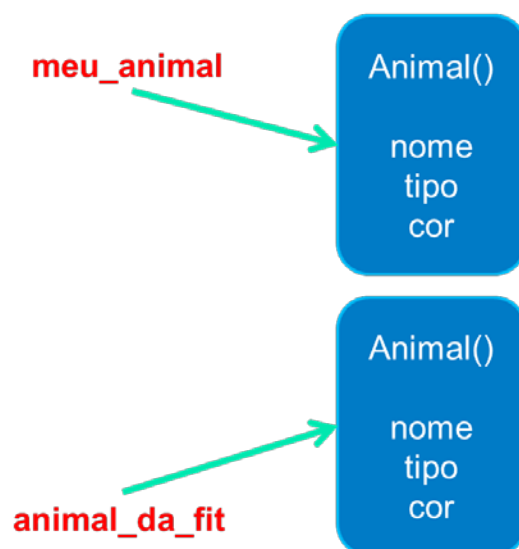 meu_animal
Animal()
nome
tipo
cor
Animal()
nome
tipo
cor
animal_da_fit